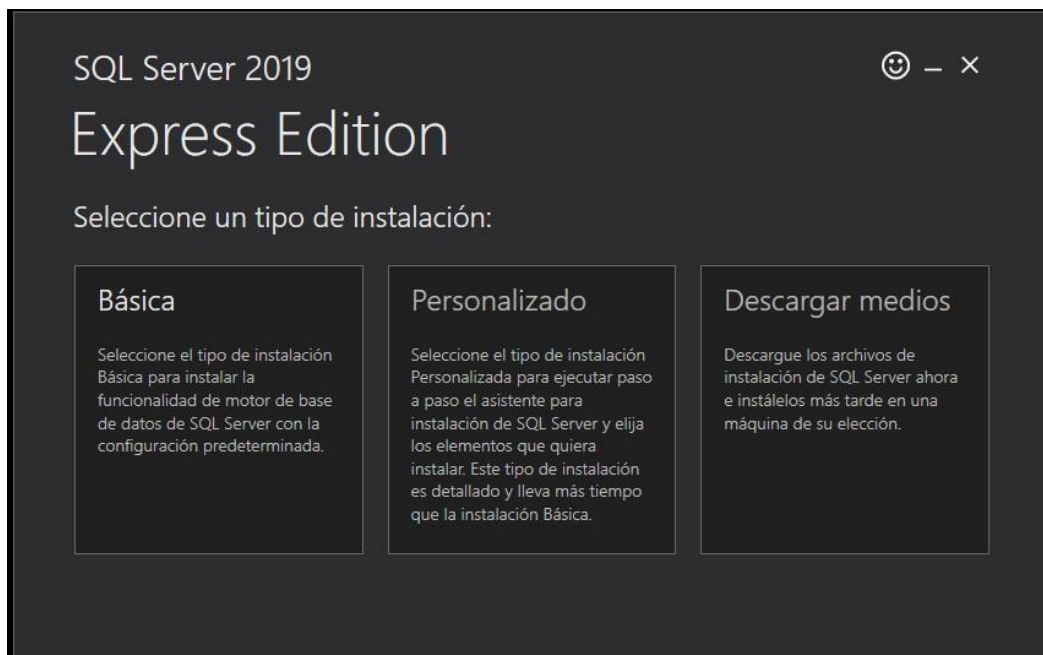 SQL Server 2019
Express Edition
Seleccione un tipo de instalación:
Básica
Seleccione el tipo de instalación
Básica para instalar la
funcionalidad de motor de base
de datos de SQL Server con la
configuración predeterminada.
Personalizado
Seleccione el tipo de instalación
Personalizada para ejecutar paso
a paso el asistente para
instalación de SQL Server y elija
los elementos que quiera
instalar. Este tipo de instalación
es detallado y lleva más tiempo
que la instalación Básica.
Descargar medios
Descargue los archivos de
instalación de SQL Server ahora
e instálelos más tarde en una
máquina de su elección.